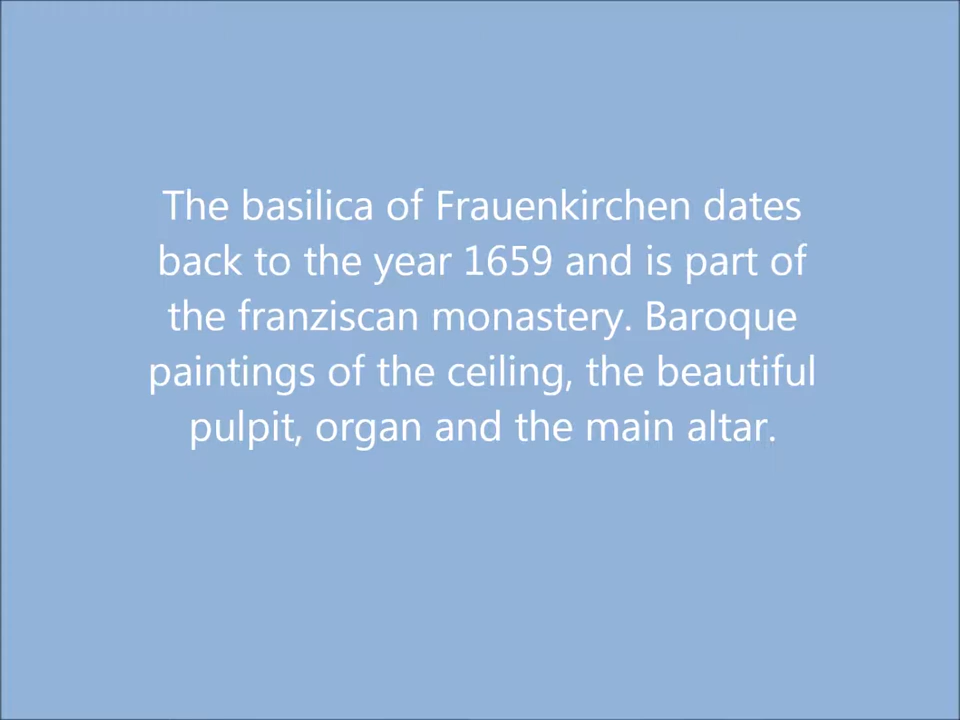 The basilica of Frauenkirchen dates
back to the year 1659 and is part of
the franziscan monastery. Baroque
paintings of the ceiling, the beautiful
pulpit, organ and the main altar.